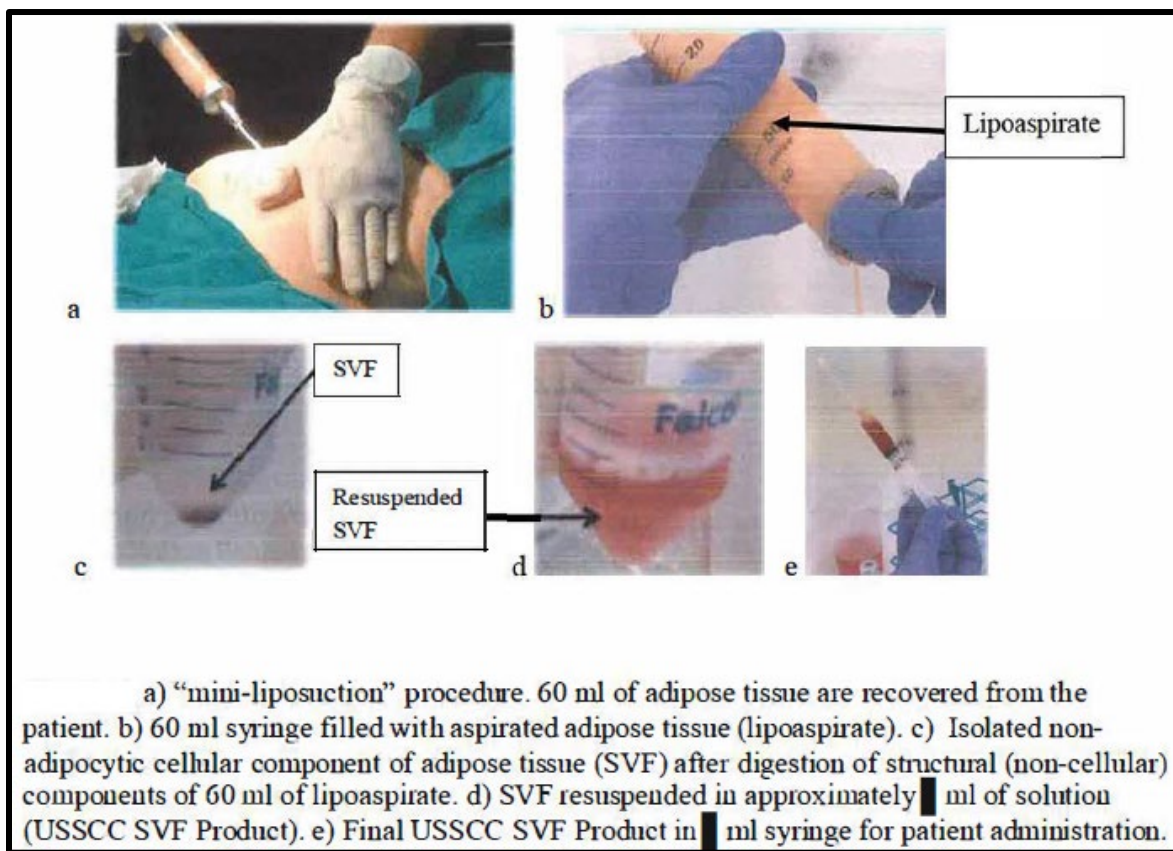 20
50
Lipoaspirate
a
b
SVF
Resuspended
SVF
Falco
c
d
e
a) “mini-liposuction” procedure. 60 ml of adipose tissue are recovered from the
patient. b) 60 ml syringe filled with aspirated adipose tissue (lipoaspirate). c) Isolated non-
adipocytic cellular component of adipose tissue (SVF) after digestion of structural (non-cellular)
components of 60 ml of lipoaspirate. d) SVF resuspended in approximately ml of solution
(USSCC SVF Product). e) Final USSCC SVF Product in ml syringe for patient administration.